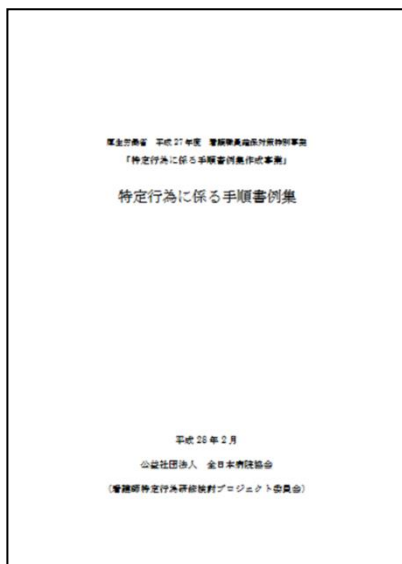 厚生労働省 平成27年度 看護職員確保対策特別事業
「特定行為に係る手順書例集作成事業」
特定行為に係る手順書例集
平成28年2月
公益社団法人 全日本病院協会
(看護師特定行為研修検討プロジェクト委員会)